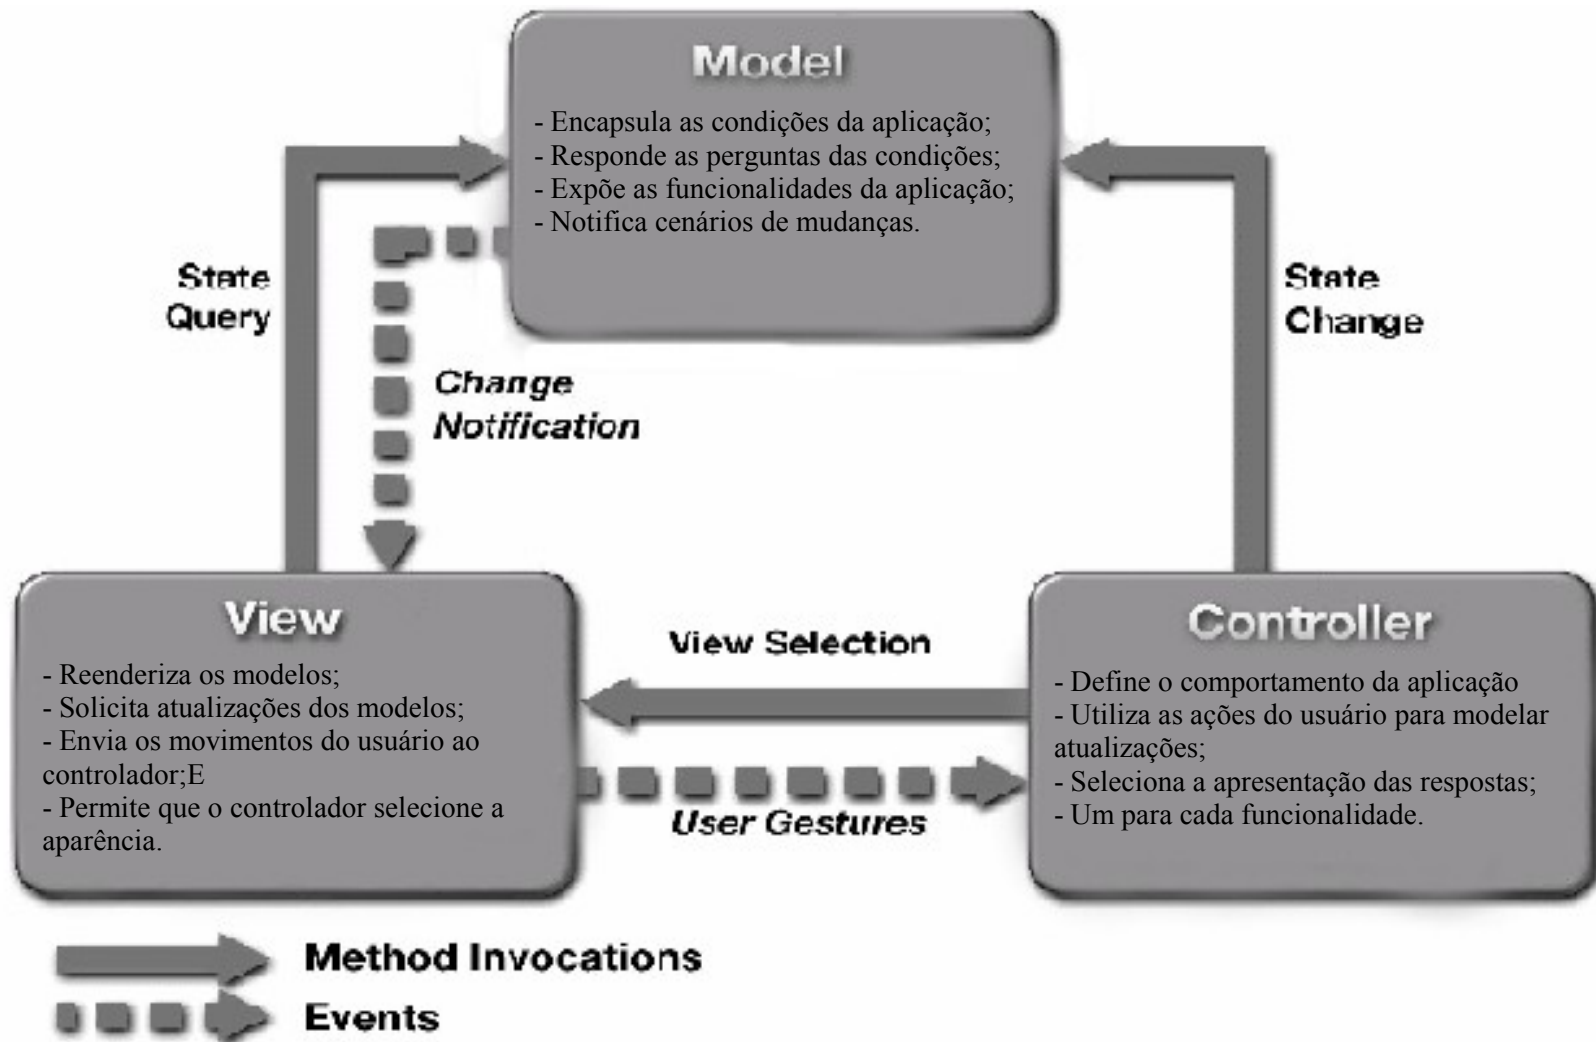 Model
- Encapsula as condições da aplicação;
- Responde as perguntas das condições;
- Expõe as funcionalidades da aplicação;
- Notifica cenários de mudanças.
State
Query
Change
Notification
State
Change
View
- Reenderiza os modelos;
- Solicita atualizações dos modelos;
- Envia os movimentos do usuário ao
controlador;E
- Permite que o controlador selecione a
aparência.
View Selection
User Gestures
Controller
- Define o comportamento da aplicação
- Utiliza as ações do usuário para modelar
atualizações;
- Seleciona a apresentação das respostas;
- Um para cada funcionalidade.
Method Invocations
Events